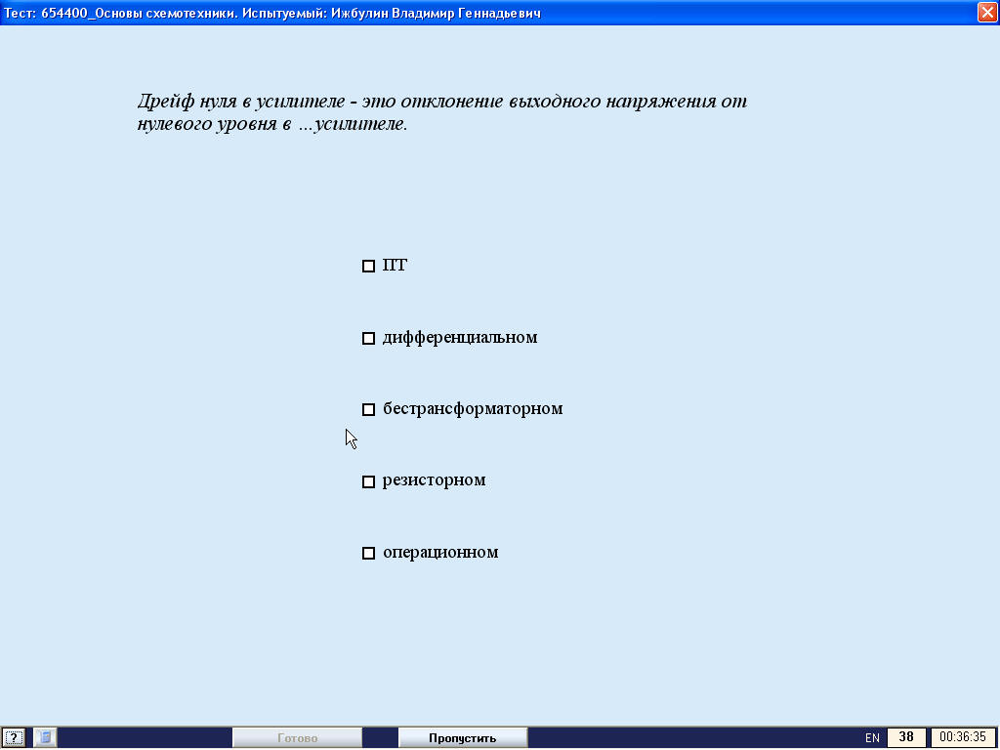 Тест: 654400_Основы схемотехники. Испытуемый: Ижбулин Владимир Геннадьевич
Дрейф нуля в усилителе - это отклонение выходного напряжения от
нулевого уровня в ...усилителе.
ПТ
дифференциальном
бестрансформаторном
резисторном
операционном
? Готово Пропустить EN 38 00:36:35